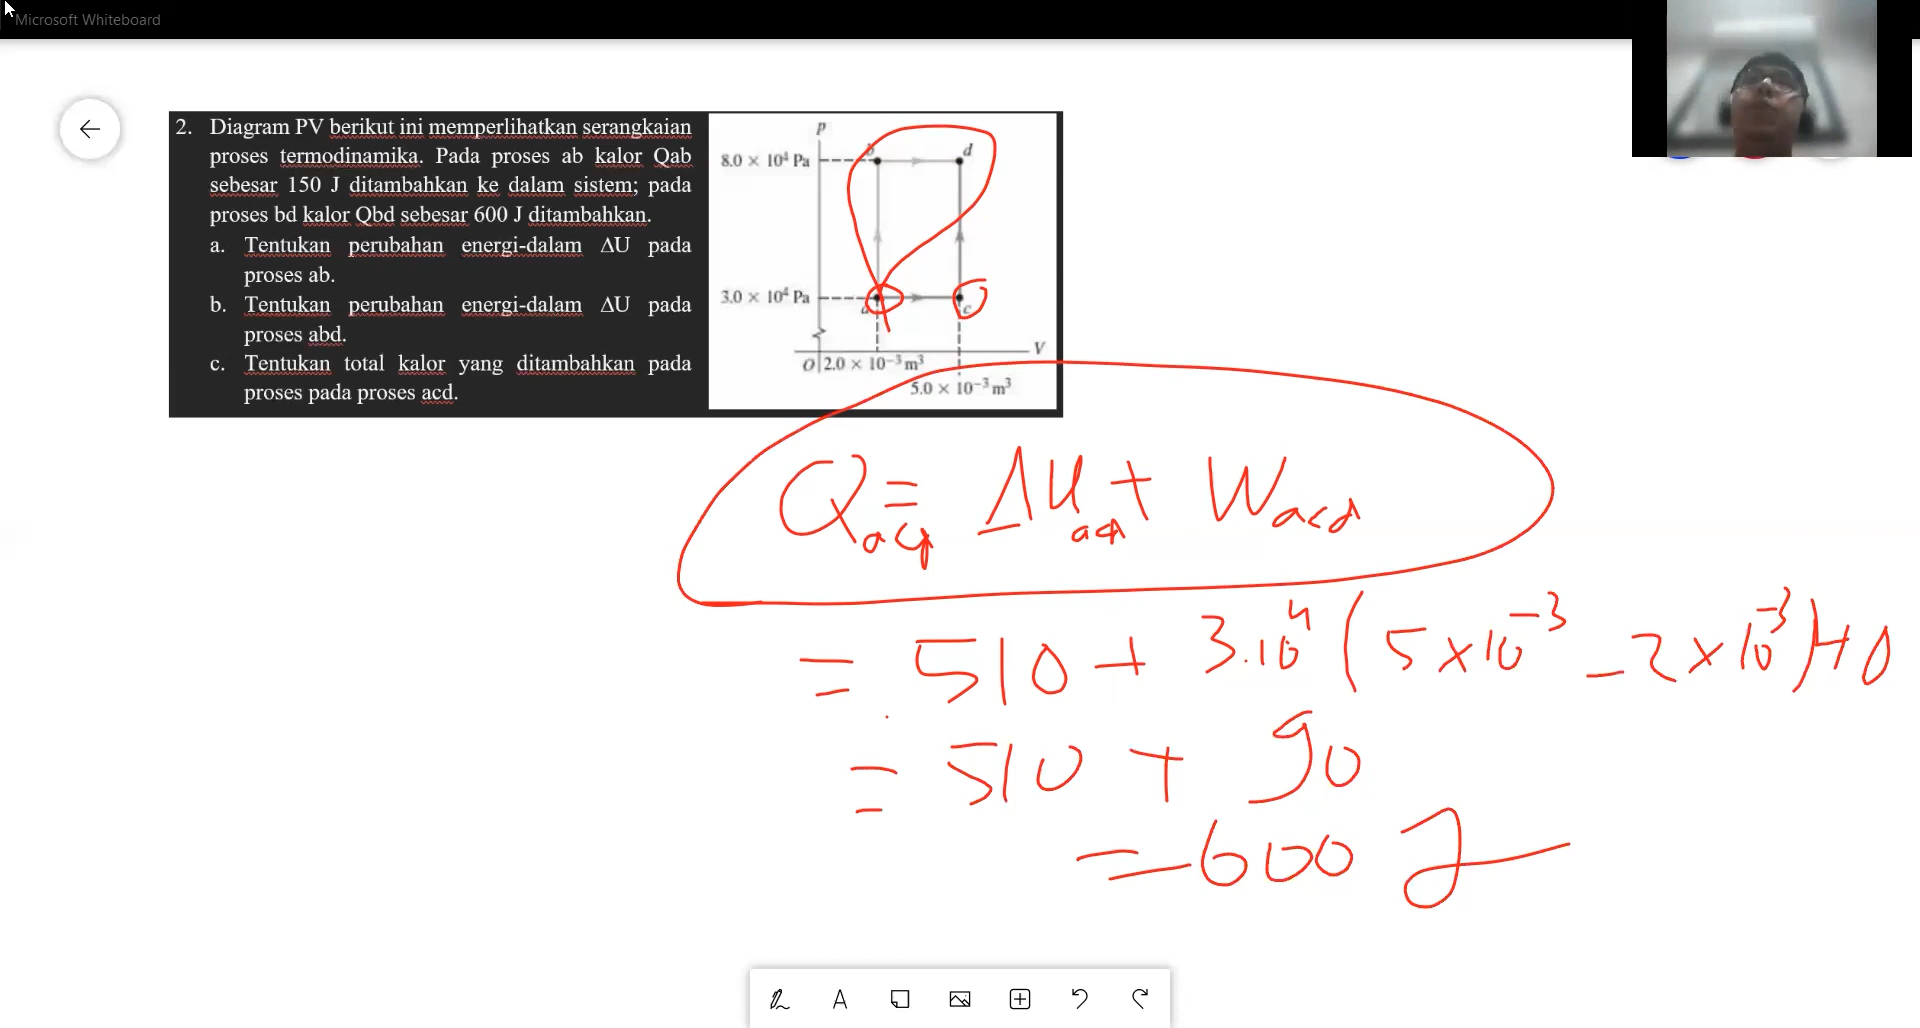 Microsoft Whiteboard
2. Diagram PV berikut ini memperlihatkan serangkaian
proses termodinamika. Pada proses ab kalor Qab
sebesar 150 J ditambahkan ke dalam sistem; pada
proses bd kalor Qbd sebesar 600 J ditambahkan.
a. Tentukan perubahan energi-dalam ΔU pada
proses ab.
b. Tentukan perubahan energi-dalam ΔU pada
proses abd.
c. Tentukan total kalor yang ditambahkan pada
proses pada proses acd.
p
8.0 × 10⁴ Pa b d
3.0 × 10⁴ Pa a c
V
O 2.0 × 10⁻³ m³
5.0 × 10⁻³ m³
Q acd = ΔU acd + W acd
= 510 + 3.10⁴ (5 × 10⁻³ - 2 × 10⁻³) + 0
= 510 + 90
= 600 J
A